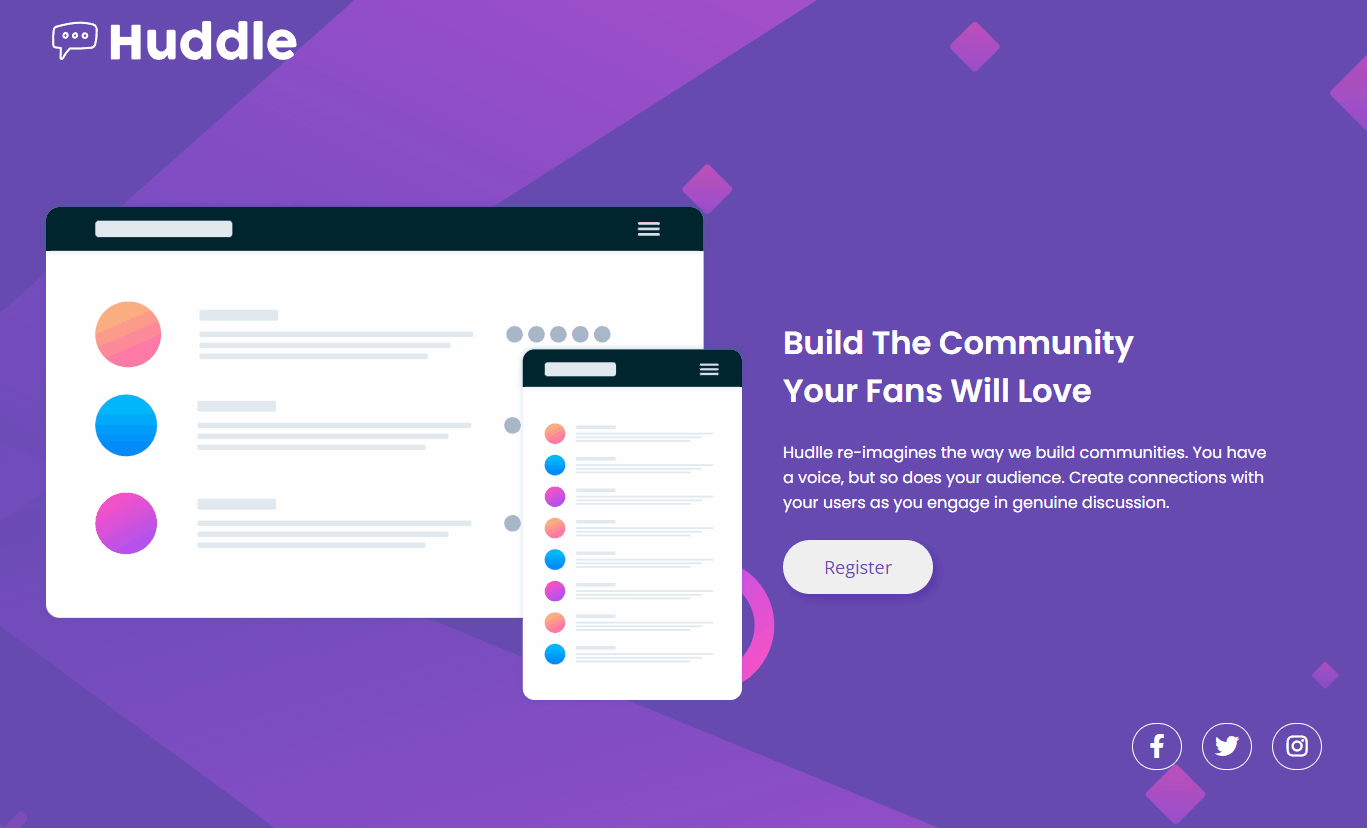 Huddle
Build The Community
Your Fans Will Love
Hudlle re-imagines the way we build communities. You have
a voice, but so does your audience. Create connections with
your users as you engage in genuine discussion.
Register